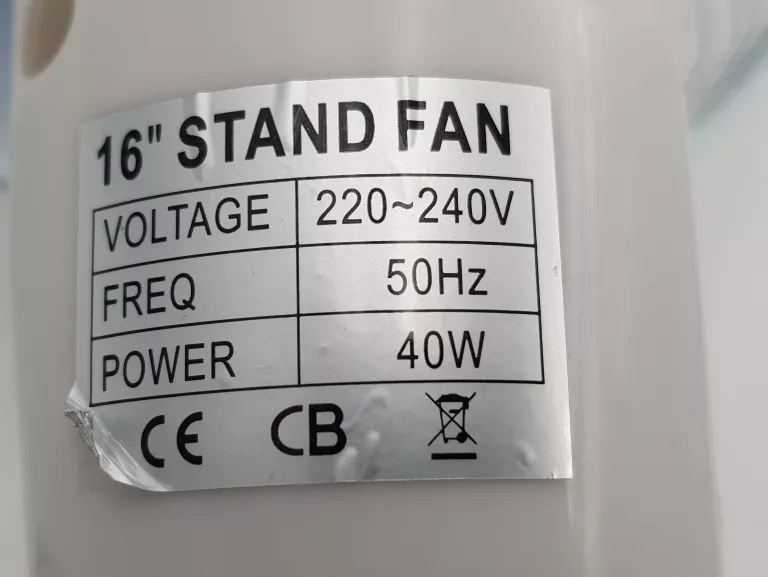 16" STAND FAN
VOLTAGE 220~240V
FREQ 50Hz
POWER 40W
CE CB